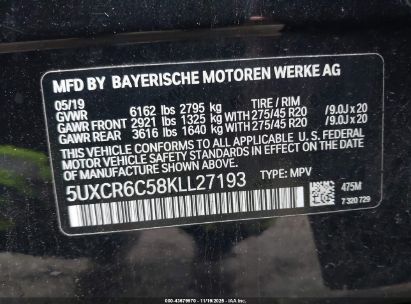 MFD BY BAYERISCHE MOTOREN WERKE AG
05/19 TIRE / RIM
GVWR 6162 lbs 2795 kg
GAWR FRONT 2921 lbs 1325 kg WITH 275/45 R20 /9.0J x 20
GAWR REAR 3616 lbs 1640 kg WITH 275/45 R20 /9.0J x 20
THIS VEHICLE CONFORMS TO ALL APPLICABLE U.S. FEDERAL
MOTOR VEHICLE SAFETY STANDARDS IN EFFECT
ON THE DATE OF MANUFACTURE SHOWN ABOVE.
5UXCR6C58KLL27193 TYPE: MPV
475M
7 320 729